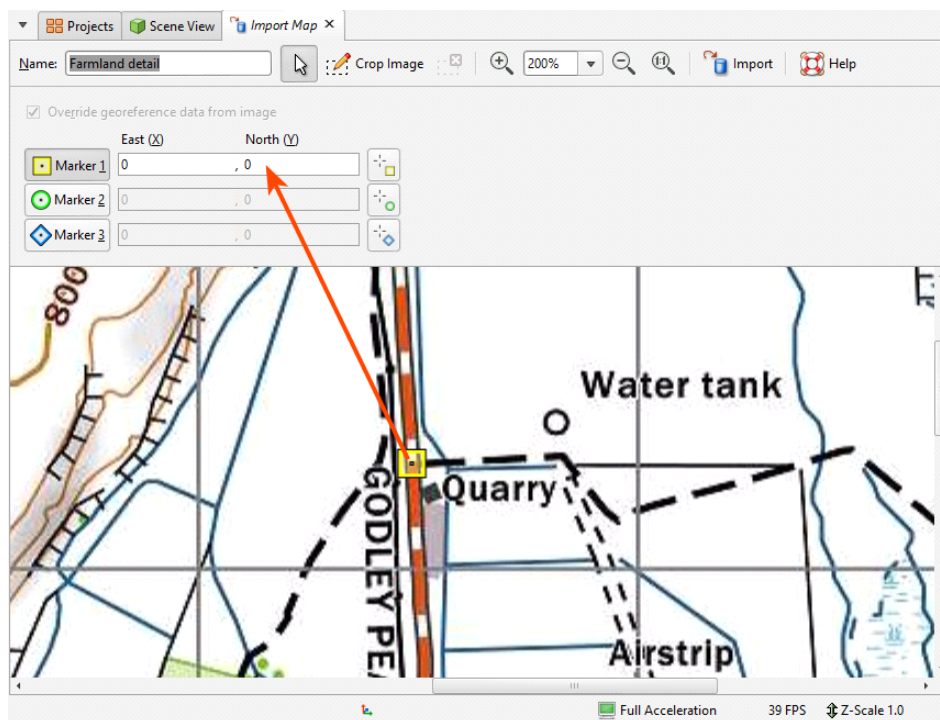 Projects Scene View Import Map ×
Name: Farmland detail Crop Image 200% 1:1 Import Help
Override georeference data from image
East (X) North (Y)
Marker 1 0 , 0
Marker 2 0 , 0
Marker 3 0 , 0
800
Water tank
Quarry
GODLEY PE
Airstrip
Full Acceleration 39 FPS Z-Scale 1.0